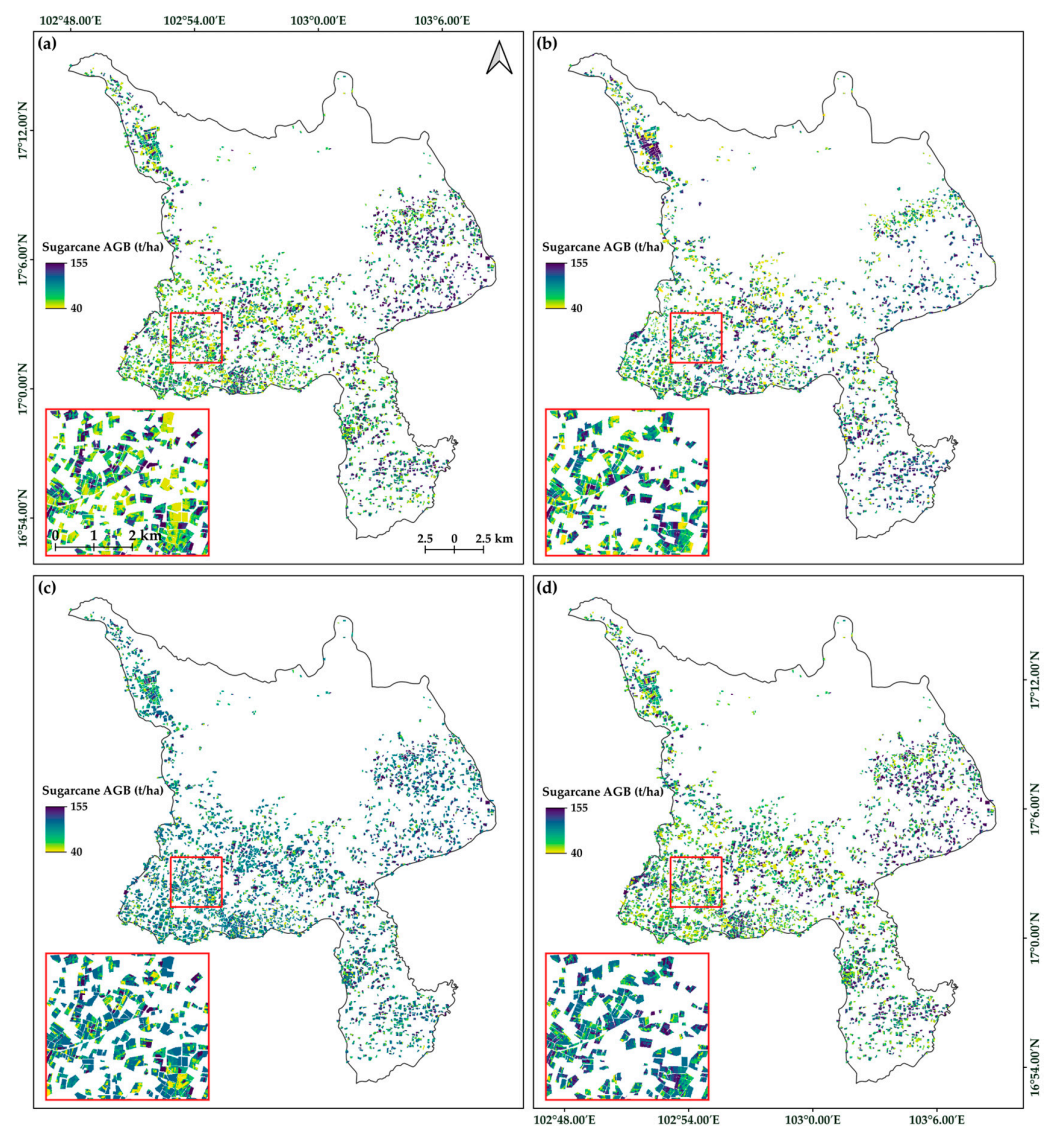 102°48.00′E 102°54.00′E 103°0.00′E 103°6.00′E
(a)
(b)
17°12.00′N
17°6.00′N
17°0.00′N
16°54.00′N
Sugarcane AGB (t/ha)
155
40
Sugarcane AGB (t/ha)
155
40
0 1 2 km
2.5 0 2.5 km
(c)
(d)
Sugarcane AGB (t/ha)
155
40
Sugarcane AGB (t/ha)
155
40
17°12.00′N
17°6.00′N
17°0.00′N
16°54.00′N
102°48.00′E 102°54.00′E 103°0.00′E 103°6.00′E